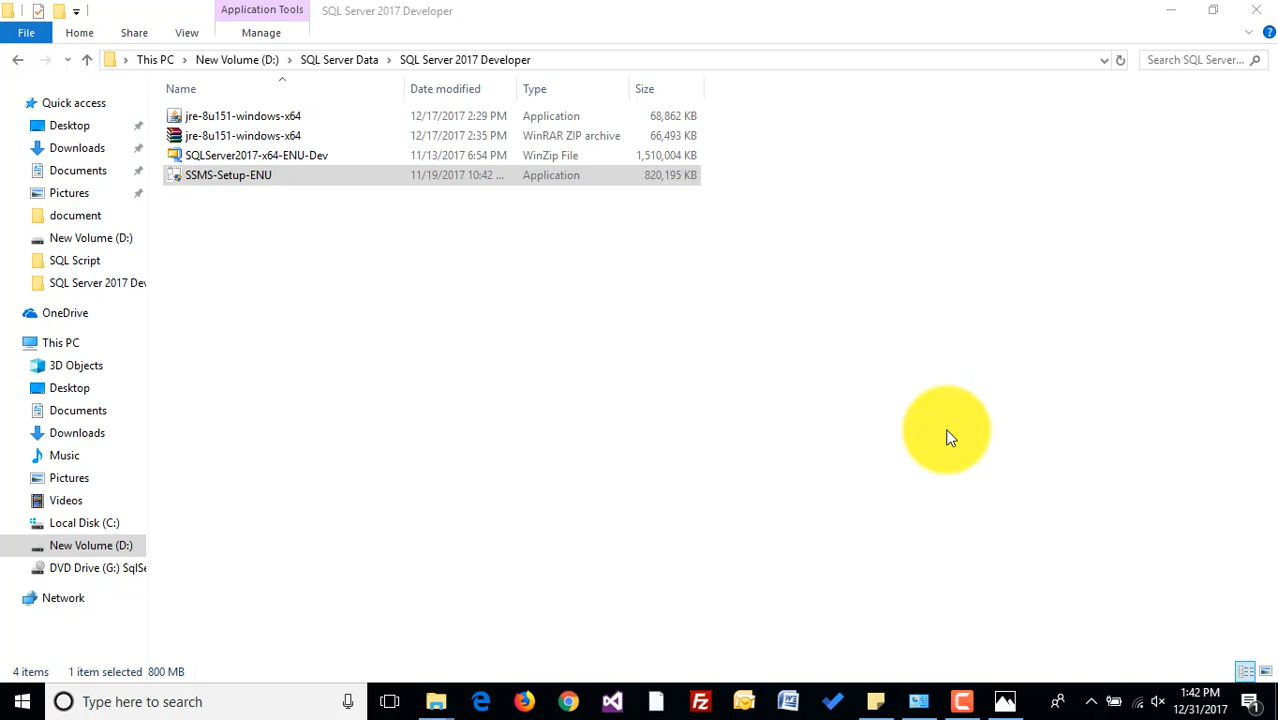 Application Tools
SQL Server 2017 Developer
File
Home
Share
View
Manage
This PC
New Volume (D:)
SQL Server Data
SQL Server 2017 Developer
Search SQL Server...
Name
Date modified
Type
Size
jre-8u151-windows-x64 12/17/2017 2:29 PM Application 68,862 KB
jre-8u151-windows-x64 12/17/2017 2:35 PM WinRAR ZIP archive 66,493 KB
SQLServer2017-x64-ENU-Dev 11/13/2017 6:54 PM WinZip File 1,510,004 KB
SSMS-Setup-ENU 11/19/2017 10:42 ... Application 820,195 KB
Quick access
Desktop
Downloads
Documents
Pictures
document
New Volume (D:)
SQL Script
SQL Server 2017 Dev
OneDrive
This PC
3D Objects
Desktop
Documents
Downloads
Music
Pictures
Videos
Local Disk (C:)
New Volume (D:)
DVD Drive (G:) SqlSe
Network
4 items 1 item selected 800 MB
Type here to search
1:42 PM
12/31/2017